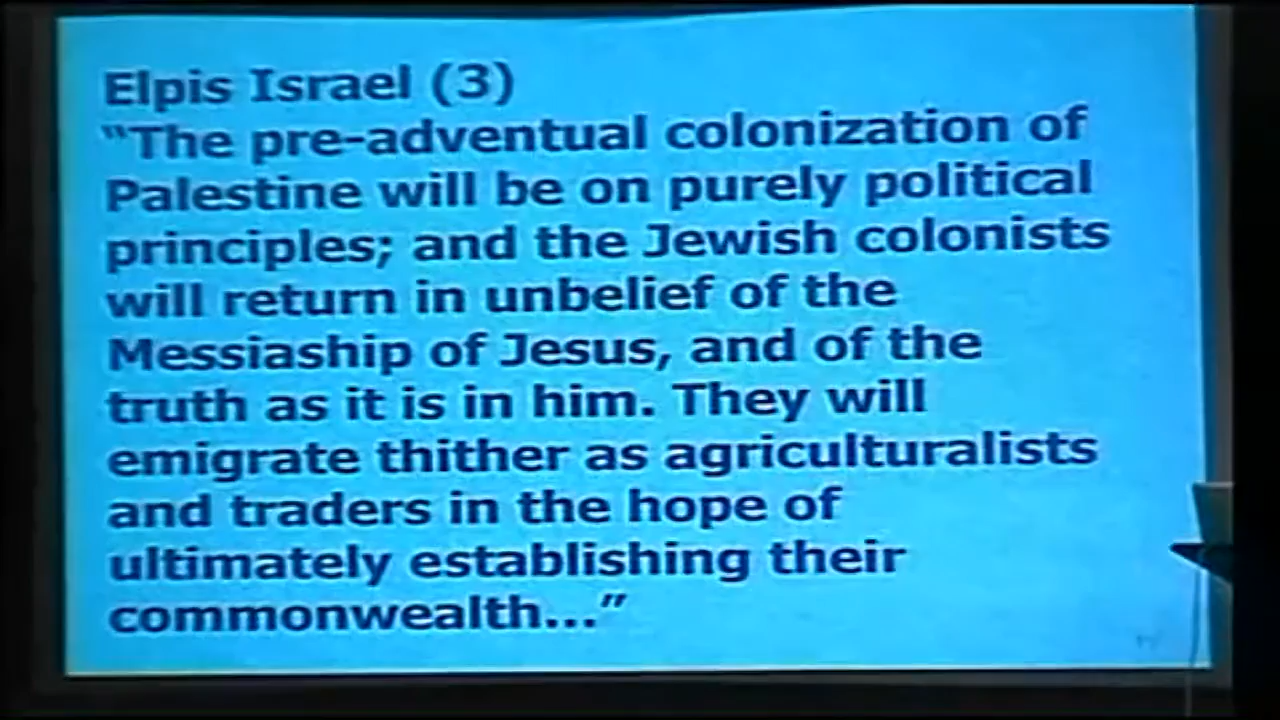 Elpis Israel (3)
“The pre-adventual colonization of
Palestine will be on purely political
principles; and the Jewish colonists
will return in unbelief of the
Messiaship of Jesus, and of the
truth as it is in him. They will
emigrate thither as agriculturalists
and traders in the hope of
ultimately establishing their
commonwealth...”